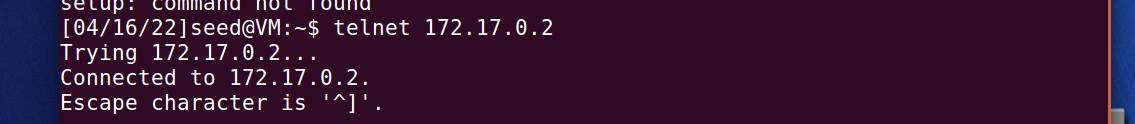 setup: command not found
[04/16/22]seed@VM:~$ telnet 172.17.0.2
Trying 172.17.0.2...
Connected to 172.17.0.2.
Escape character is '^]'.